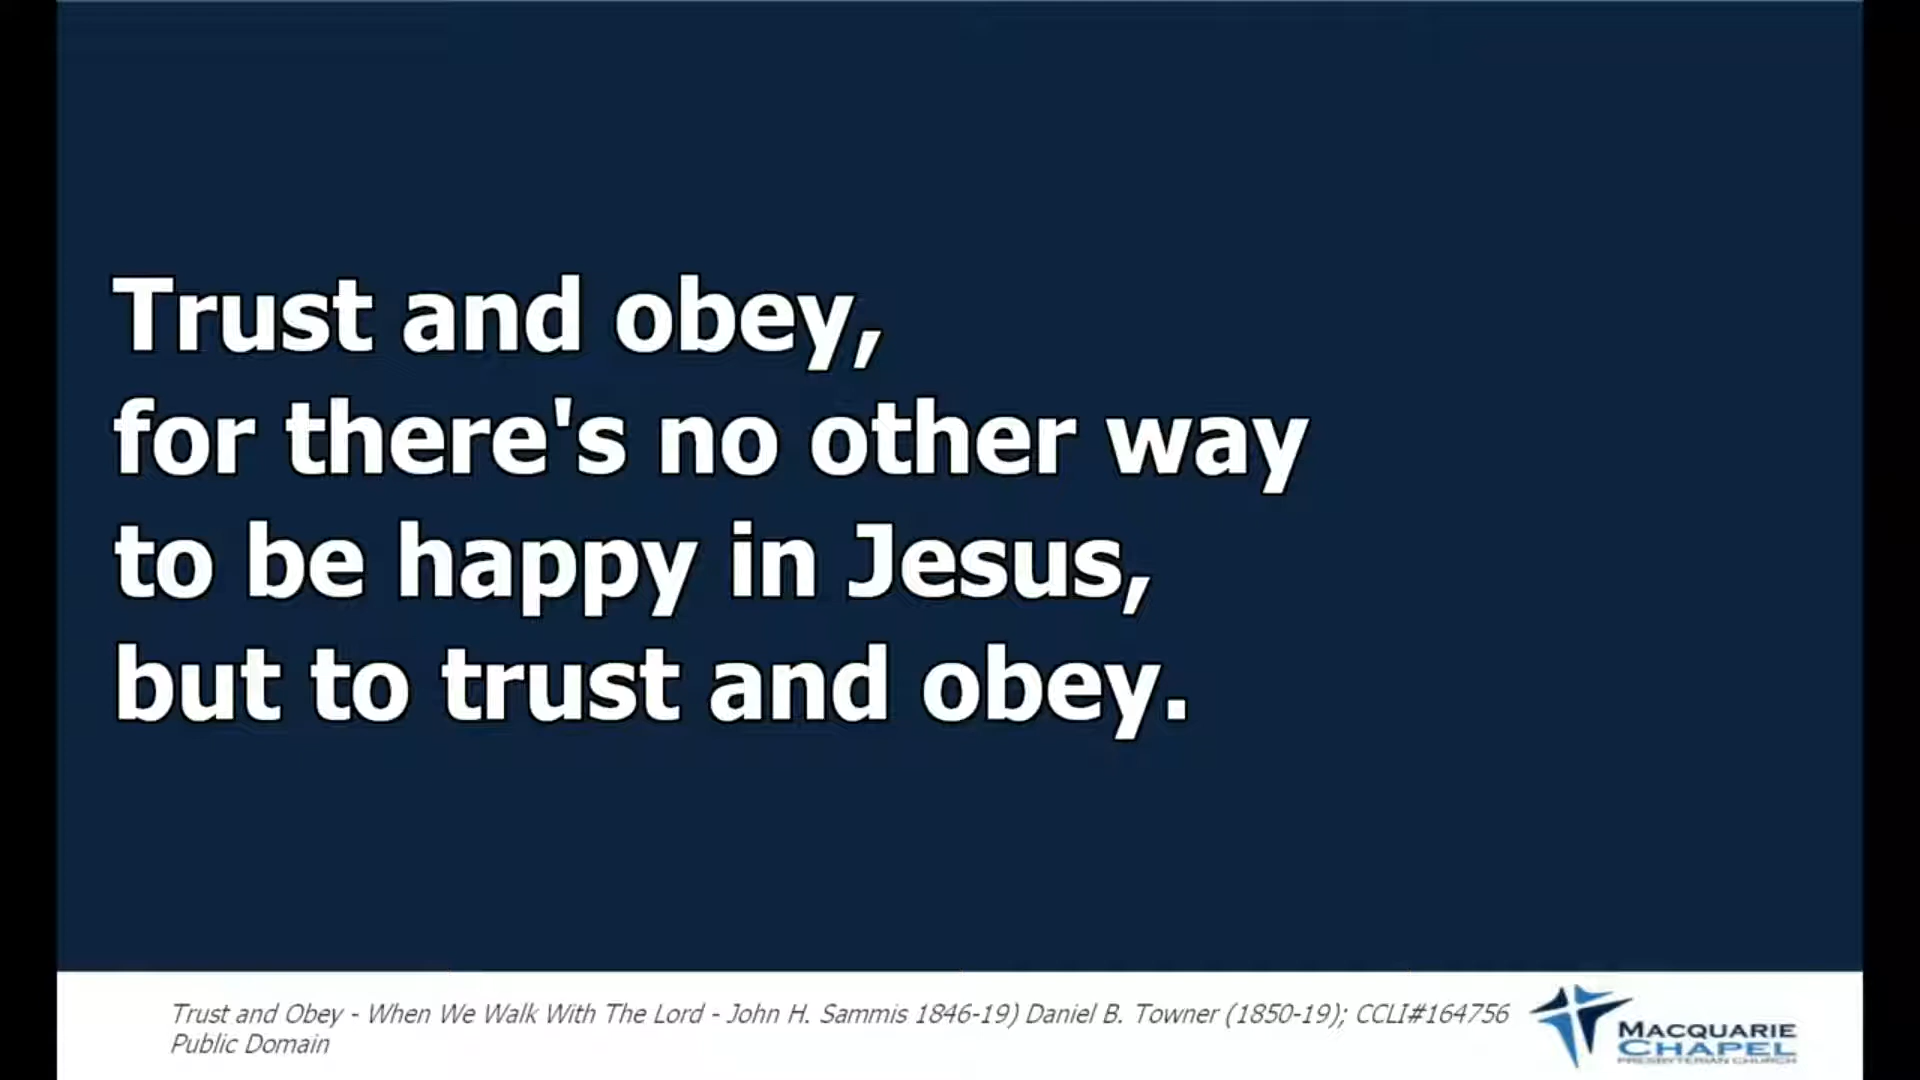 Trust and obey,
for there's no other way
to be happy in Jesus,
but to trust and obey.
Trust and Obey - When We Walk With The Lord - John H. Sammis 1846-19) Daniel B. Towner (1850-19); CCLI#164756
Public Domain
MACQUARIE
CHAPEL
PRESBYTERIAN CHURCH